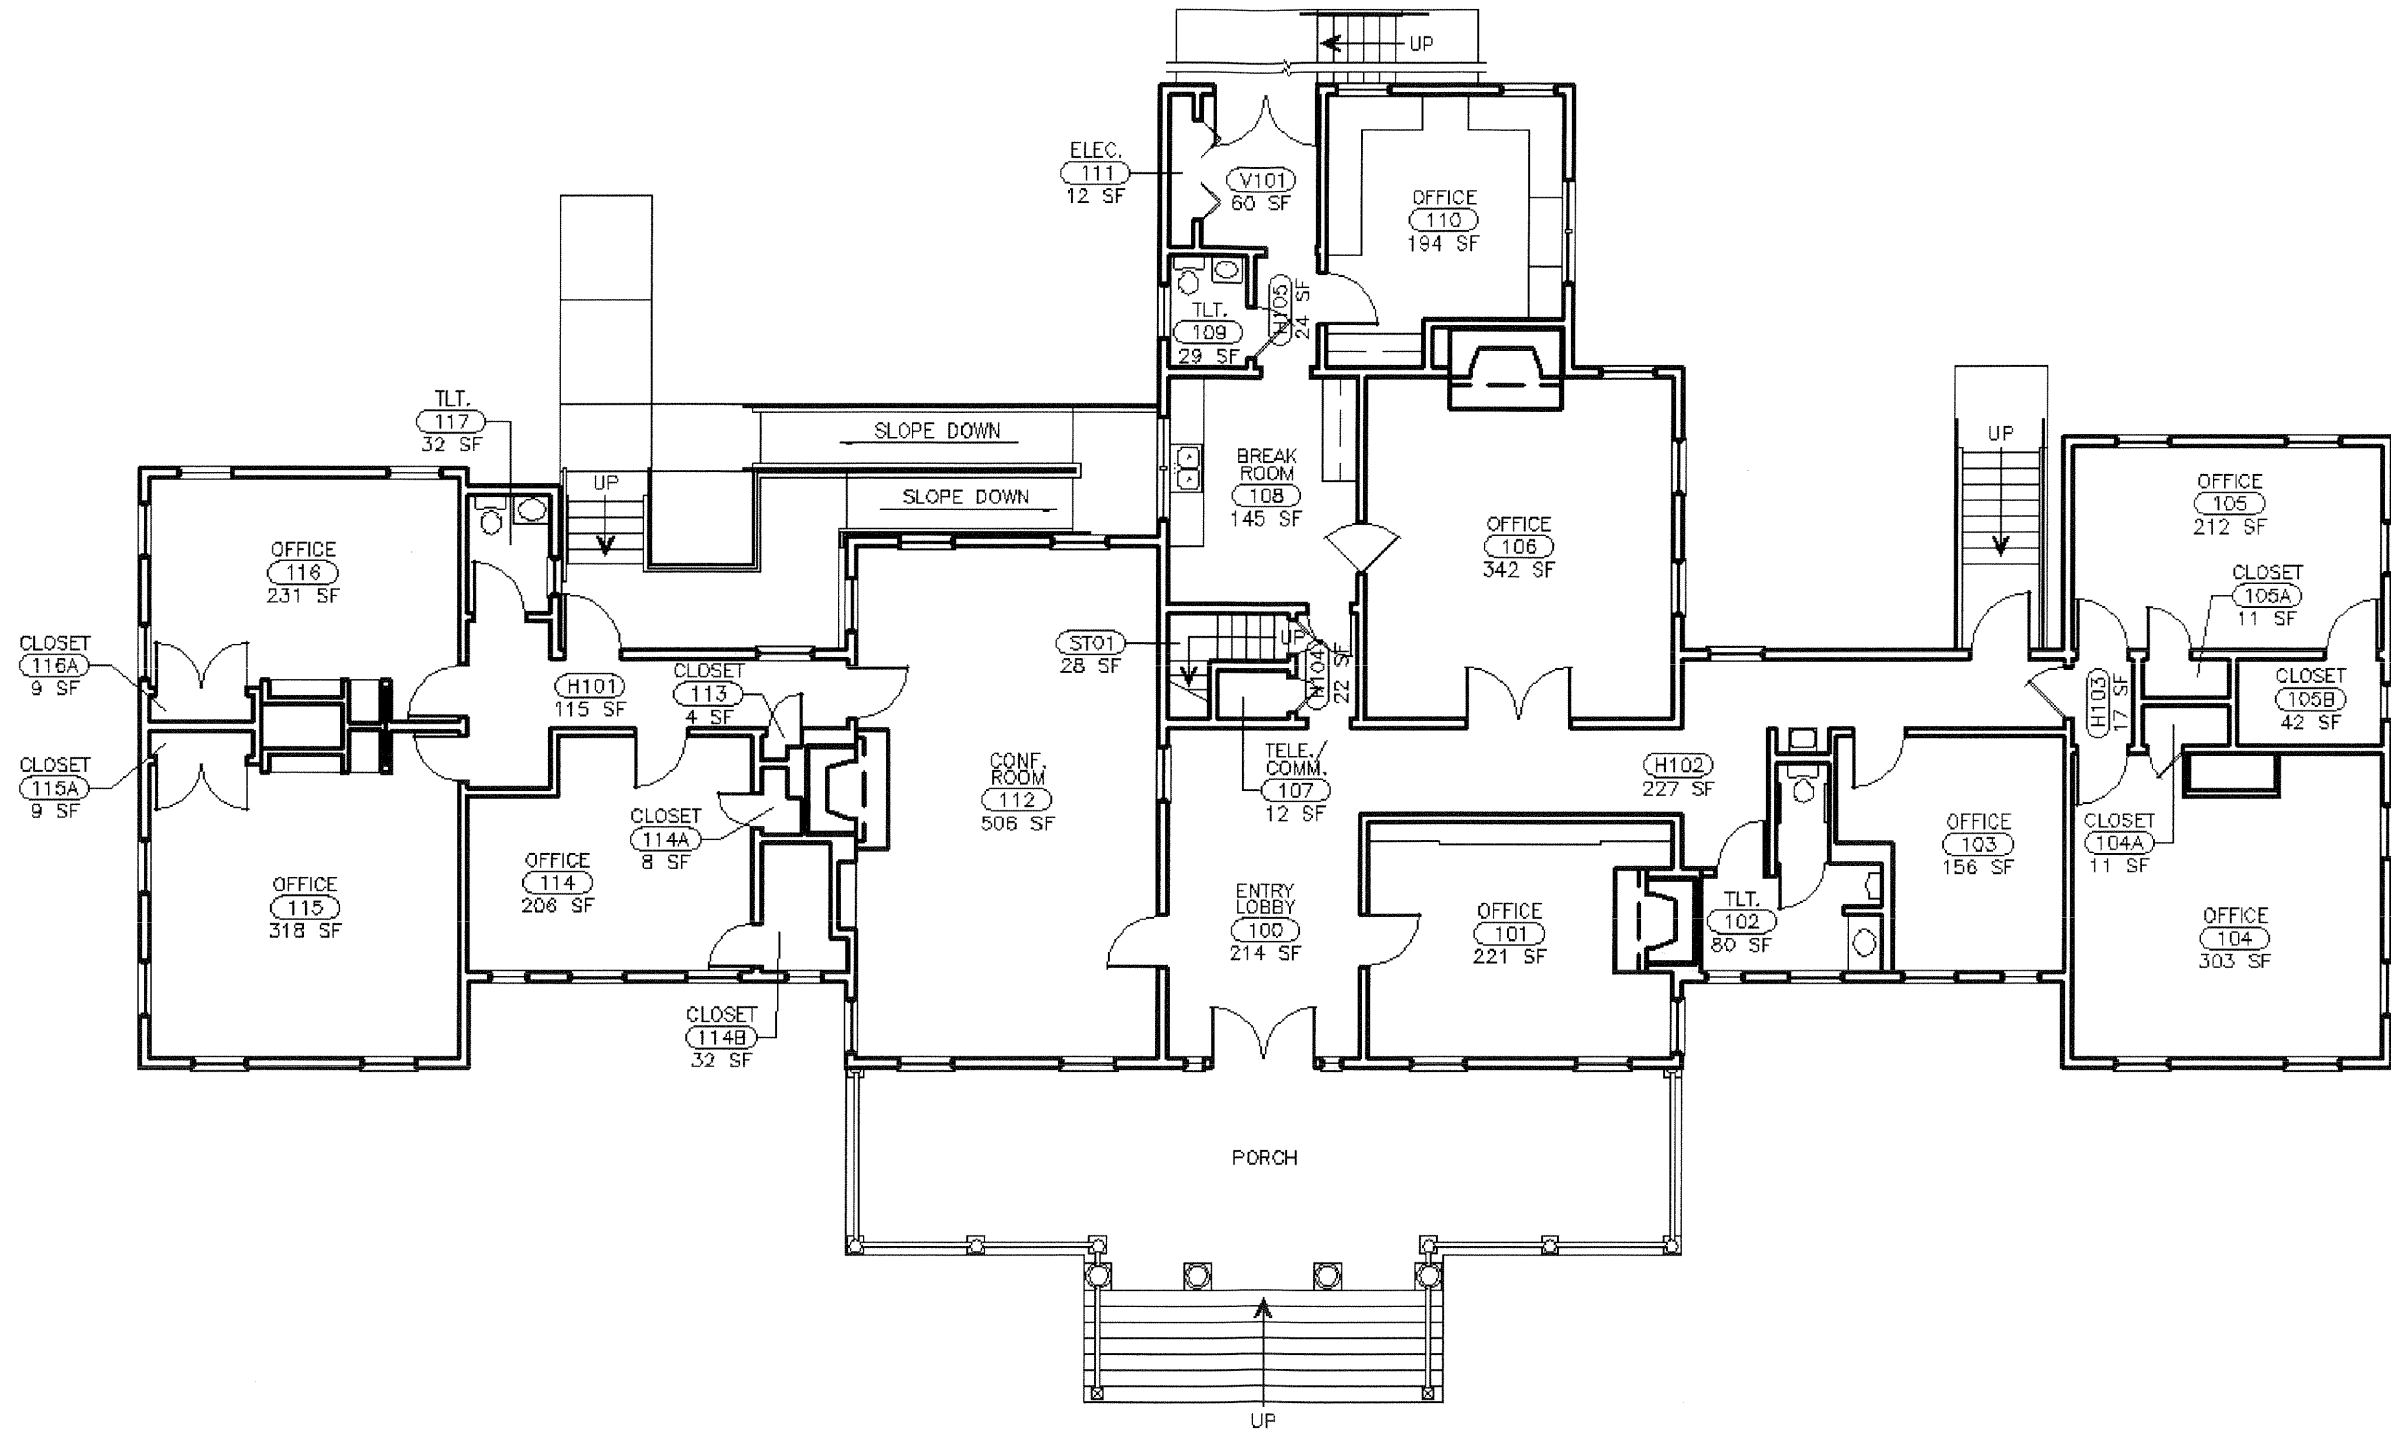 UP
ELEC.
111
12 SF
V101
60 SF
OFFICE
110
194 SF
TLT.
109
29 SF
H105
24 SF
TLT.
117
32 SF
SLOPE DOWN
SLOPE DOWN
UP
BREAK
ROOM
108
145 SF
OFFICE
106
342 SF
UP
OFFICE
105
212 SF
CLOSET
105A
11 SF
OFFICE
116
231 SF
CLOSET
116A
9 SF
H101
115 SF
CLOSET
113
4 SF
ST01
28 SF
UP
H104
22 SF
H103
17 SF
CLOSET
105B
42 SF
CLOSET
115A
9 SF
CONF.
ROOM
112
506 SF
TELE./
COMM.
107
12 SF
H102
227 SF
CLOSET
114A
8 SF
OFFICE
103
156 SF
CLOSET
104A
11 SF
OFFICE
115
318 SF
OFFICE
114
206 SF
ENTRY
LOBBY
100
214 SF
OFFICE
101
221 SF
TLT.
102
80 SF
OFFICE
104
303 SF
CLOSET
114B
32 SF
PORCH
UP